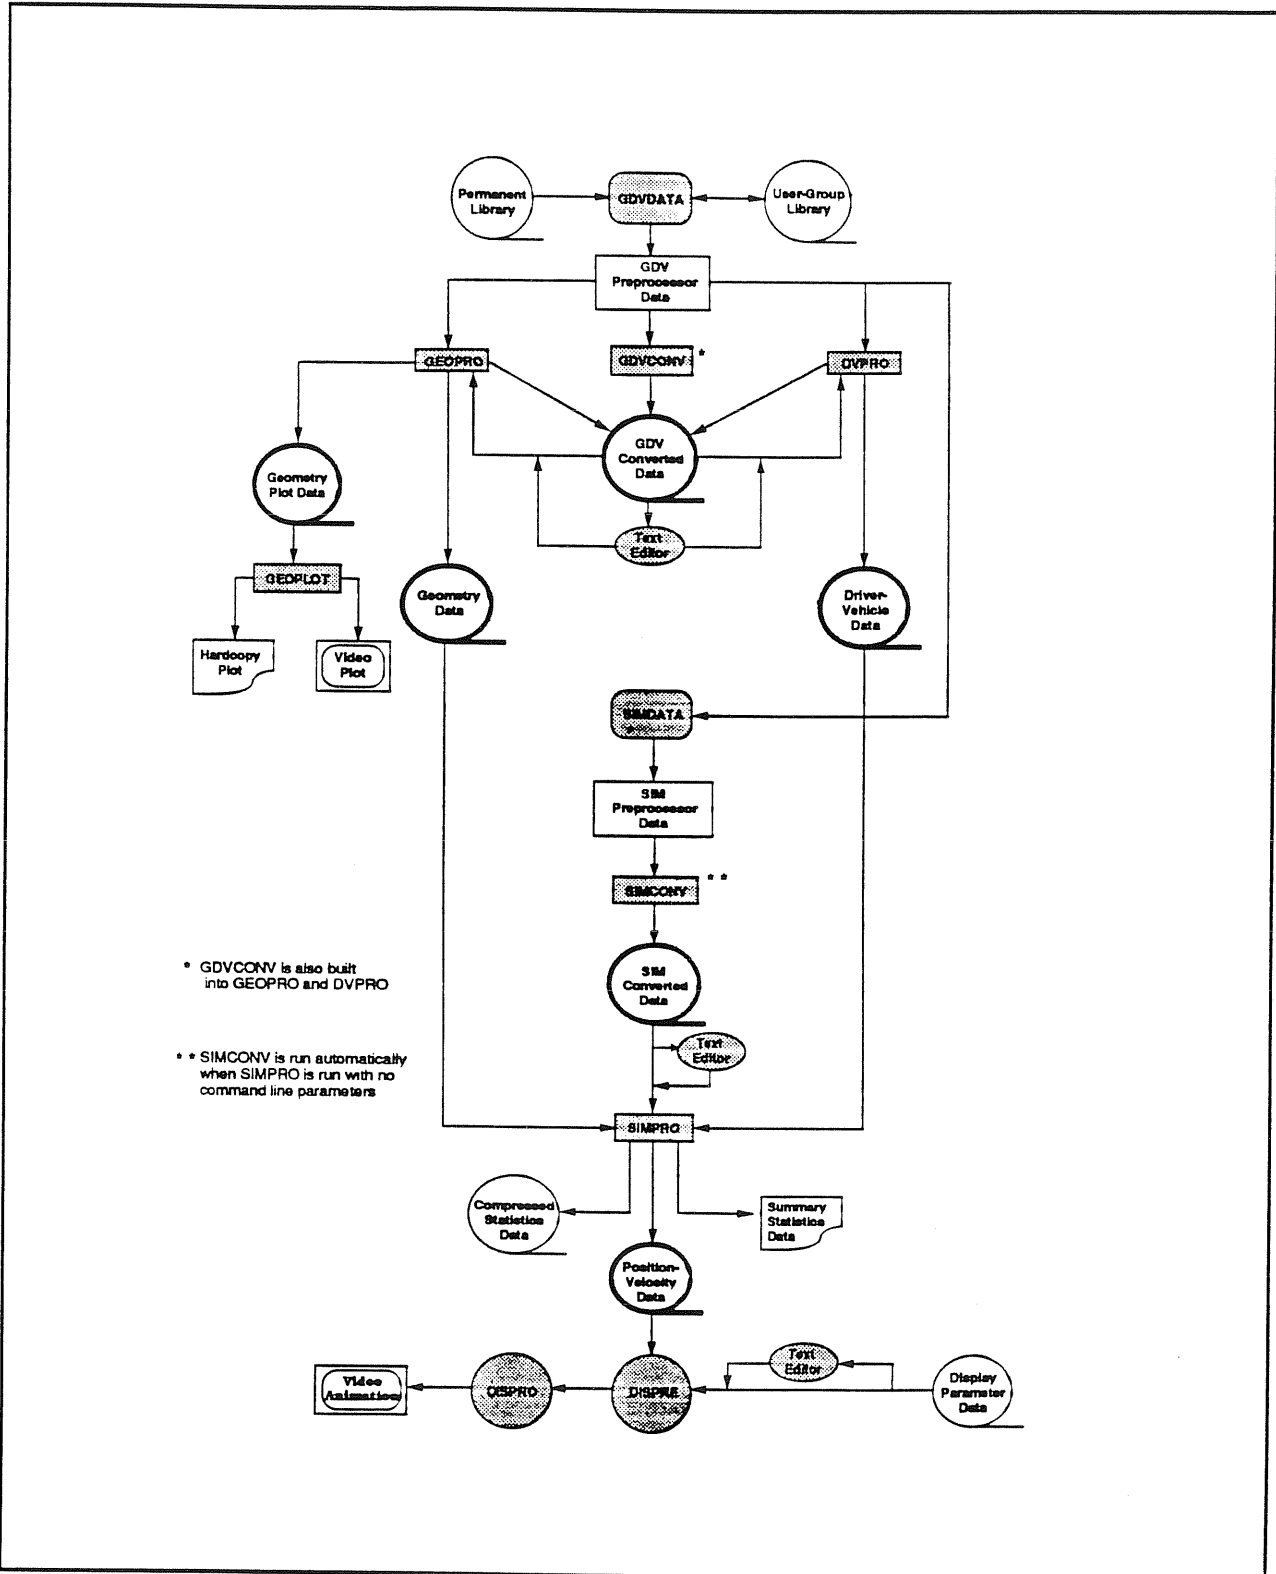 Permanent
Library
GDVDATA
User-Group
Library
GDV
Preprocessor
Data
GEOPRO
GDVCONV
*
DVPRO
GDV
Converted
Data
Geometry
Plot Data
Text
Editor
GEOPLOT
Geometry
Data
Driver-
Vehicle
Data
Hardcopy
Plot
Video
Plot
SIMDATA
SIM
Preprocessor
Data
SIMCONV
* *
* GDVCONV is also built
into GEOPRO and DVPRO
SIM
Converted
Data
* * SIMCONV is run automatically
when SIMPRO is run with no
command line parameters
Text
Editor
SIMPRO
Compressed
Statistics
Data
Summary
Statistics
Data
Position-
Velocity
Data
Text
Editor
Video
Animation
DISPRO
DISPRE
Display
Parameter
Data